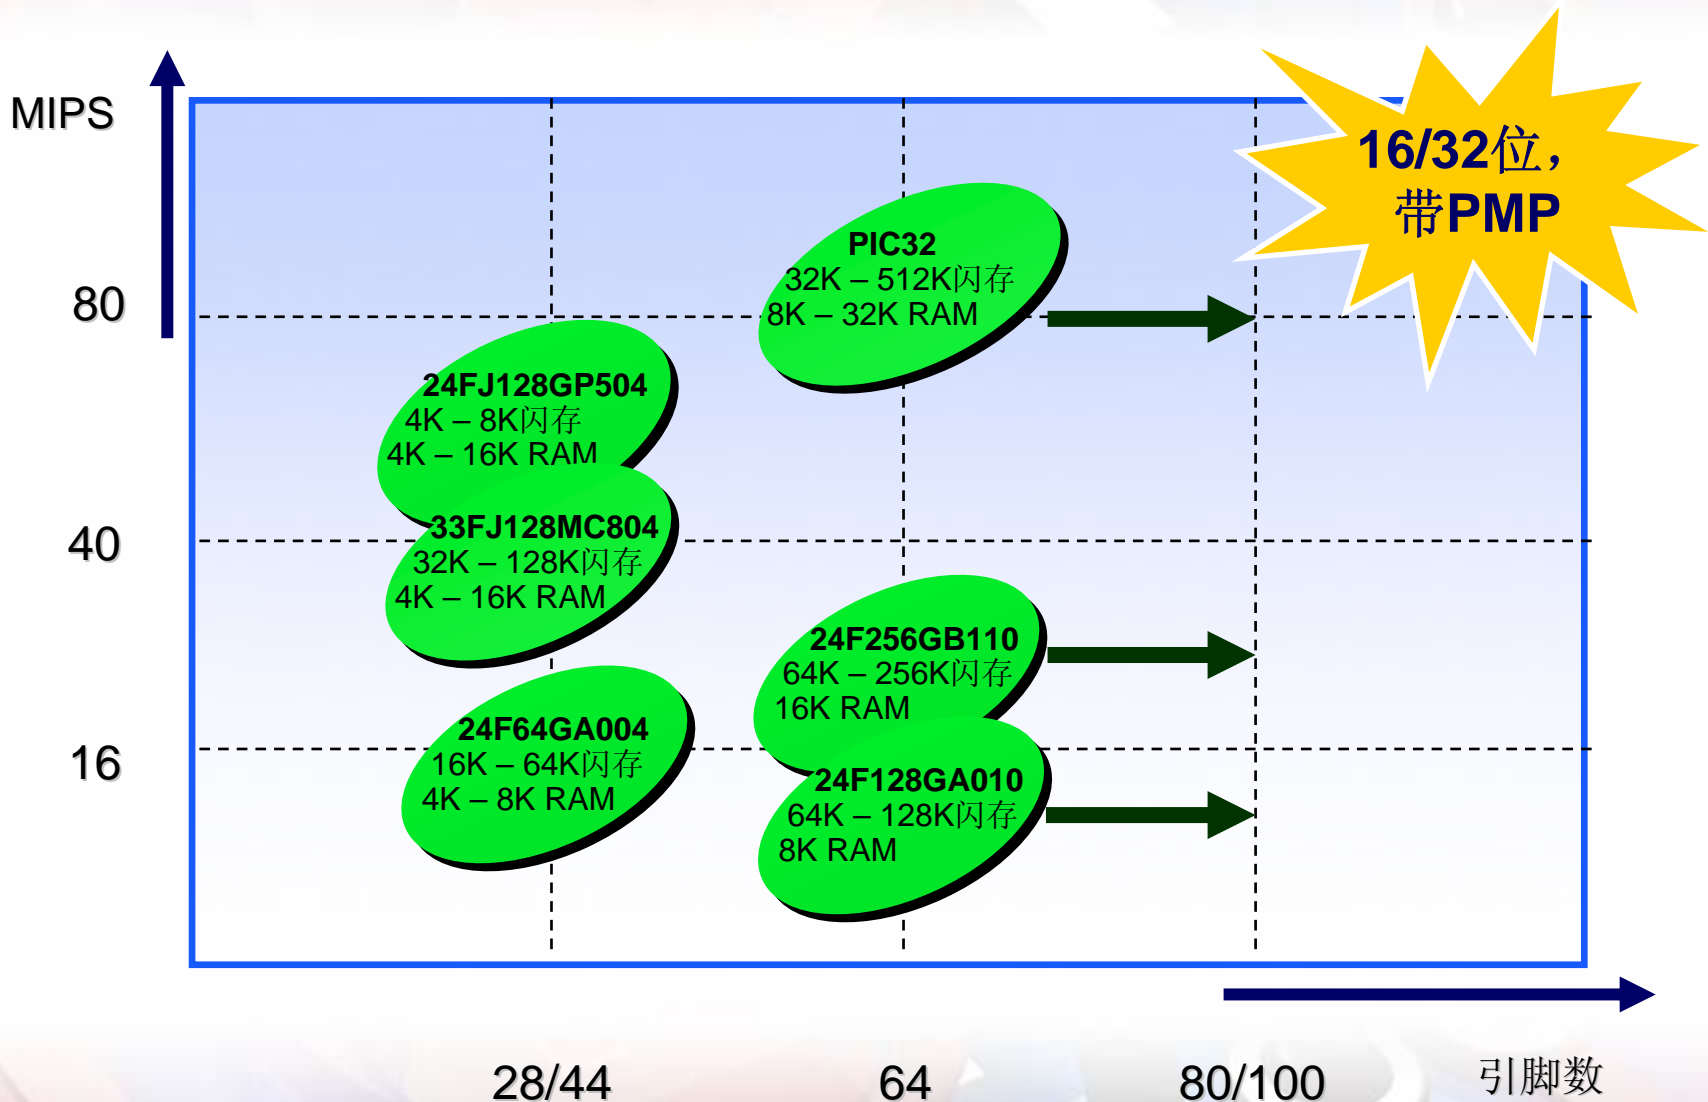 MIPS
16/32位，
带PMP
PIC32
32K – 512K闪存
8K – 32K RAM
80
24FJ128GP504
4K – 8K闪存
4K – 16K RAM
33FJ128MC804
32K – 128K闪存
4K – 16K RAM
40
24F256GB110
64K – 256K闪存
16K RAM
24F64GA004
16K – 64K闪存
4K – 8K RAM
16
24F128GA010
64K – 128K闪存
8K RAM
28/44
64
80/100
引脚数